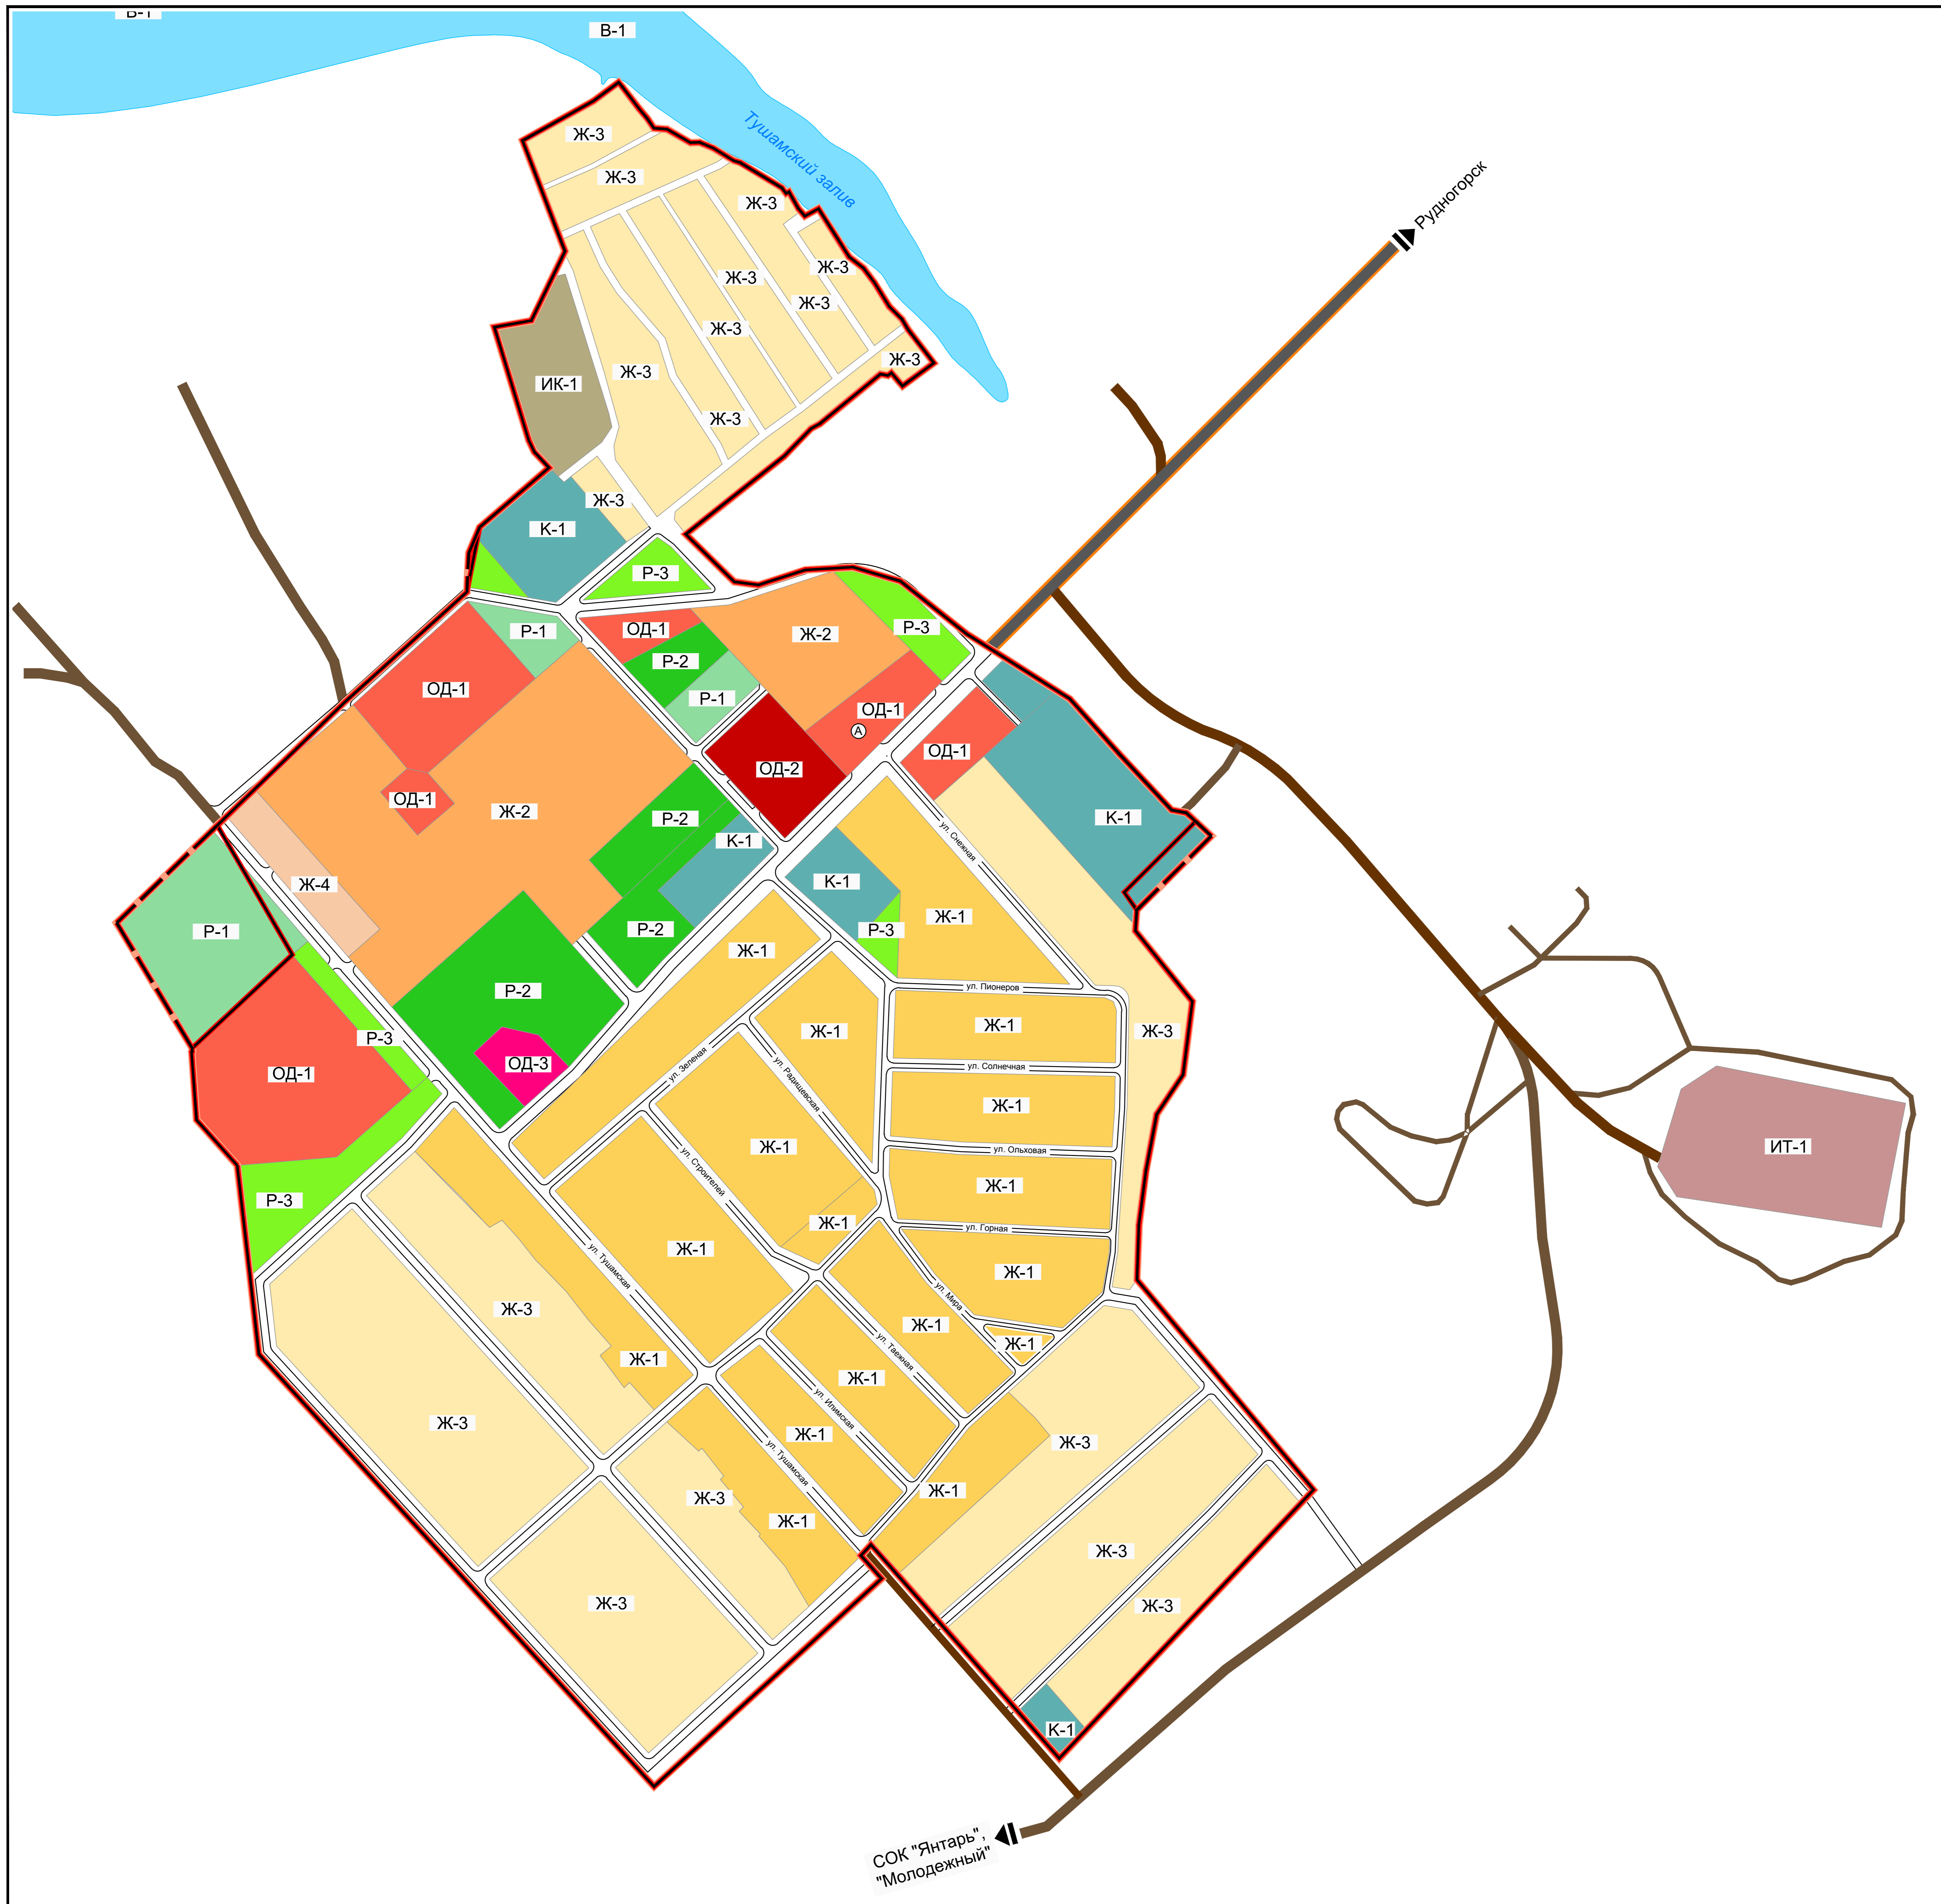 В-1
В-1
Тушамский залив
Ж-3
Ж-3
Ж-3
Рудногорск
Ж-3
Ж-3
Ж-3
Ж-3
Ж-3
Ж-3
ИК-1
Ж-3
Ж-3
К-1
Р-3
Р-1
ОД-1
Ж-2
Р-3
Р-2
ОД-1
Р-1
ОД-1
А
ОД-1
ОД-2
ОД-1
Ж-2
Р-2
К-1
К-1
ул. Снежная
Ж-4
К-1
Ж-1
Р-1
Р-2
Р-3
Ж-1
Р-2
ул. Пионеров
Р-3
Ж-1
Ж-1
Ж-3
ОД-3
ОД-1
ул. Зеленая
ул. Радищевская
ул. Солнечная
Ж-1
Ж-1
ул. Ольховая
ИТ-1
ул. Строителей
Ж-1
Р-3
Ж-1
ул. Горная
Ж-1
ул. Тушамская
Ж-1
Ж-3
ул. Мира
Ж-1
Ж-1
Ж-1
ул. Таежная
Ж-1
ул. Илимская
Ж-3
Ж-1
Ж-3
ул. Тушамская
Ж-3
Ж-1
Ж-1
Ж-3
Ж-3
Ж-3
К-1
СОК "Янтарь",
"Молодежный"